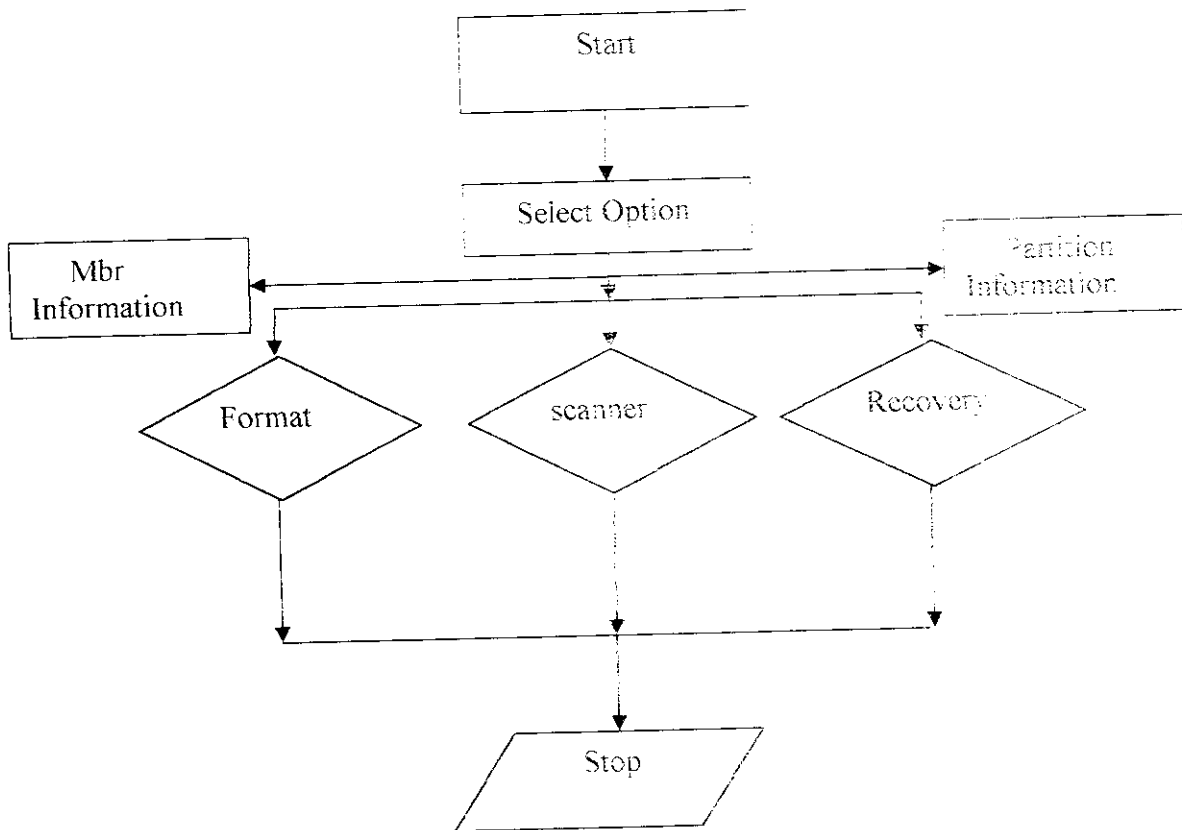 Start
Select Option
Mbr
Information
Partition
Information
Format
scanner
Recovery
Stop